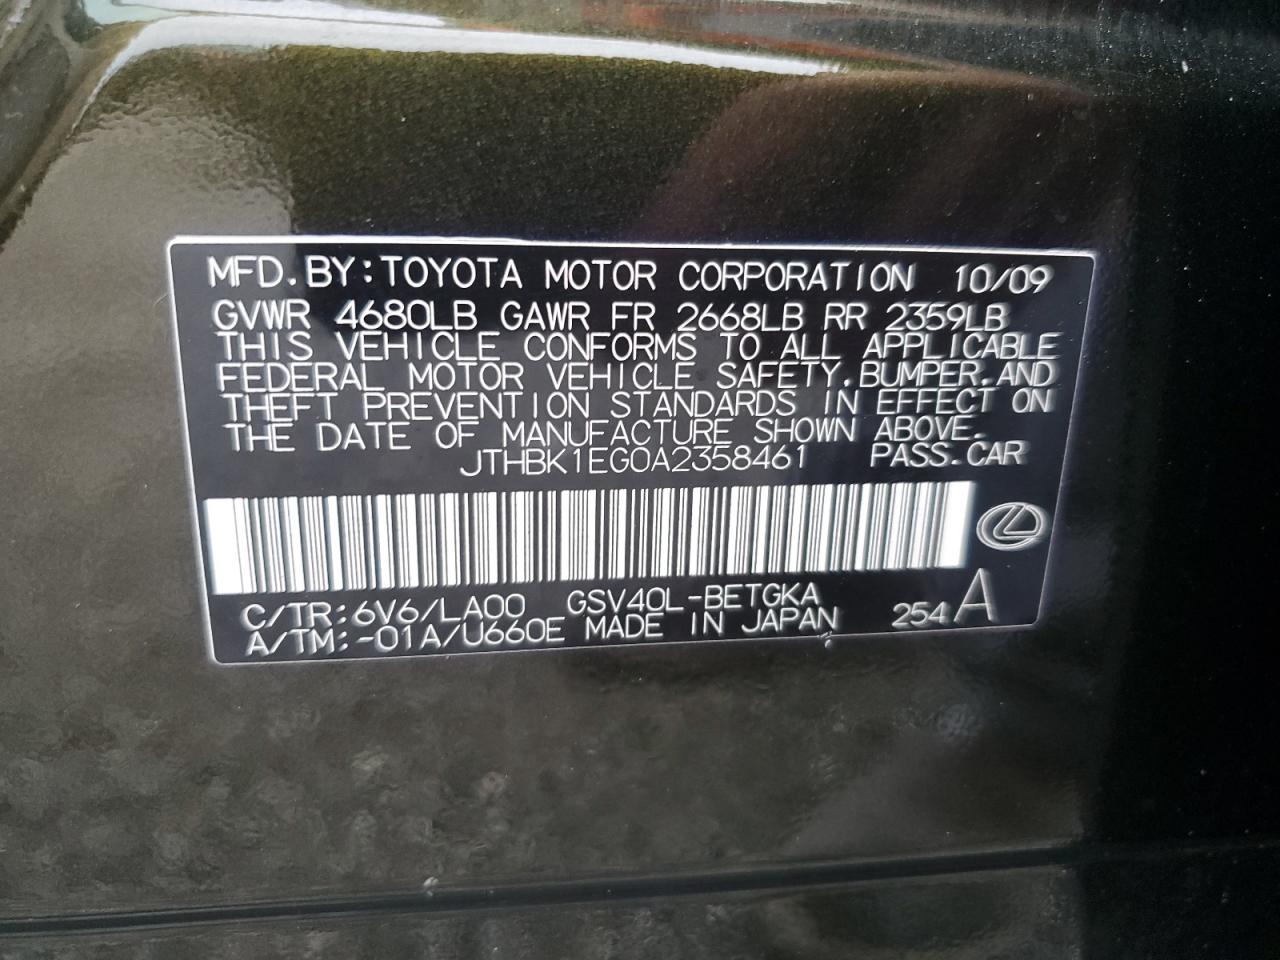 MFD.BY:TOYOTA MOTOR CORPORATION 10/09
GVWR 4680LB GAWR FR 2668LB RR 2359LB
THIS VEHICLE CONFORMS TO ALL APPLICABLE
FEDERAL MOTOR VEHICLE SAFETY,BUMPER,AND
THEFT PREVENTION STANDARDS IN EFFECT ON
THE DATE OF MANUFACTURE SHOWN ABOVE.
JTHBK1EG0A2358461 PASS.CAR
C/TR:6V6/LA00 GSV40L-BETGKA
A/TM:-01A/U660E MADE IN JAPAN 254A